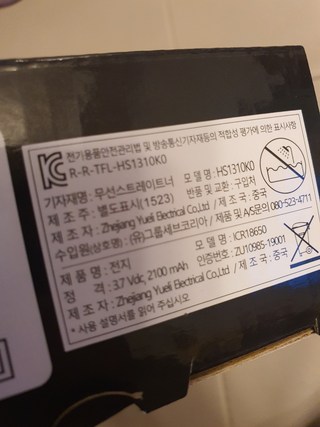 전기용품안전관리법 및 방송통신기자재등의 적합성 평가에 의한 표시사항
R-R-TFL-HS1310K0
기자재명 : 무선스트레이트너 모델명 : HS1310K0
제 조 주 : 별도표시(1523) 반품 및 교환 : 구입처
제 조 자 : Zhejiang Yueli Electrical Co.,Ltd / 제 조 국 : 중국
수입원(상호명) : (유)그룹세브코리아 / 제품 및 A/S문의 080-523-4711
제 품 명 : 전지 모 델 명 : ICR18650
정 격 : 3.7 Vdc, 2100 mAh 인증번호 : ZU10985-19001
제 조 자 : Zhejiang Yueli Electrical Co.,Ltd / 제 조 국 : 중국
* 사용 설명서를 읽어 주십시오